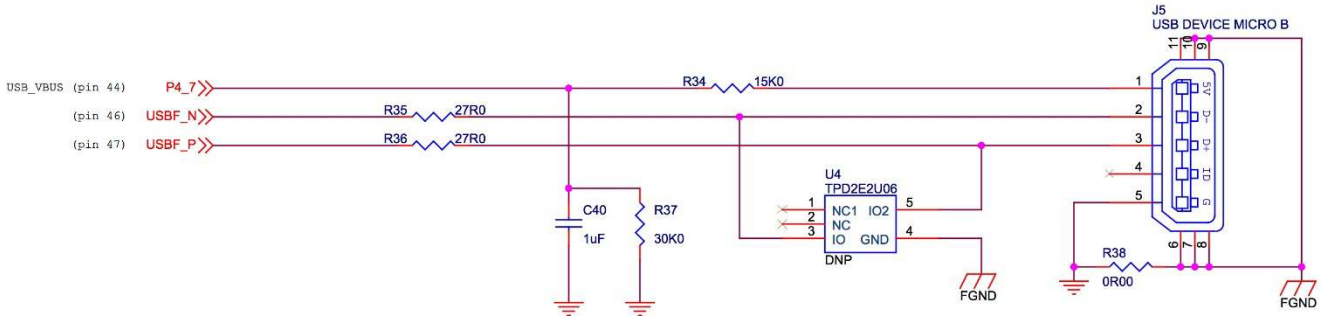 J5
USB DEVICE MICRO B
11
10
9
USB_VBUS (pin 44) P4_7 R34 15K0 1 5V
(pin 46) USBF_N R35 27R0 2 D-
(pin 47) USBF_P R36 27R0 3 D+
4 ID
5 G
U4
TPD2E2U06
1 NC1 IO2 5
2 NC
3 IO GND 4
DNP
C40
1uF
R37
30K0
6
7
8
R38
0R00
FGND
FGND